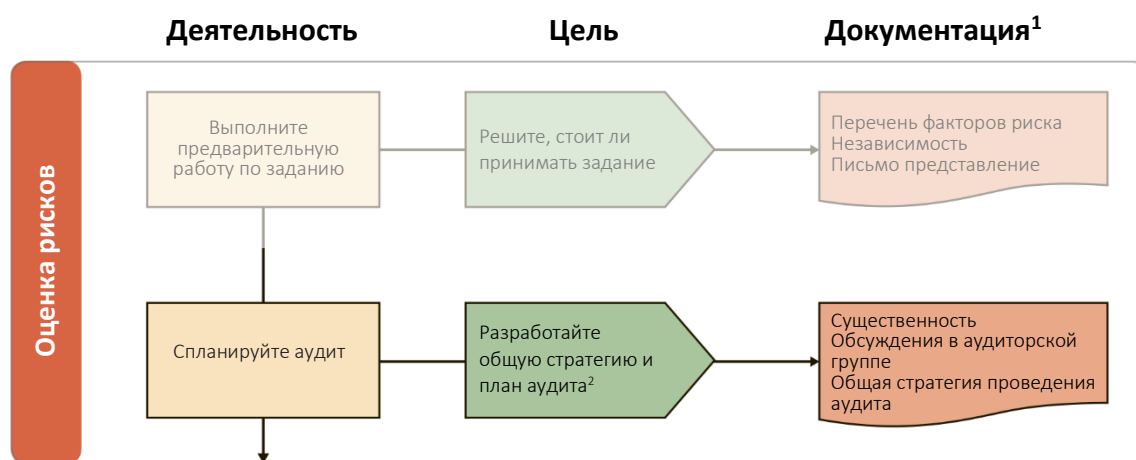 Деятельность
Цель
Документация¹
Оценка рисков
Выполните
предварительную
работу по заданию
Решите, стоит ли
принимать задание
Перечень факторов риска
Независимость
Письмо представление
Спланируйте аудит
Разработайте
общую стратегию и
план аудита²
Существенность
Обсуждения в аудиторской
группе
Общая стратегия проведения
аудита